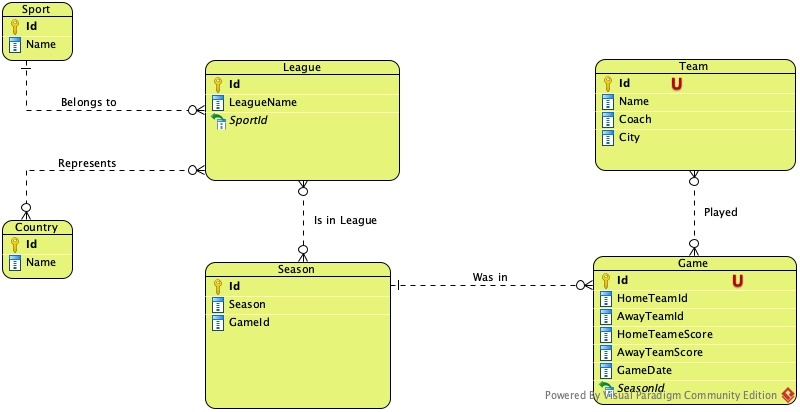 Sport
Id
Name
Belongs to
League
Id
LeagueName
SportId
Represents
Country
Id
Name
Is in League
Season
Id
Season
GameId
Was in
Team
Id U
Name
Coach
City
Played
Game
Id U
HomeTeamId
AwayTeamId
HomeTeameScore
AwayTeamScore
GameDate
SeasonId
Powered By Visual Paradigm Community Edition